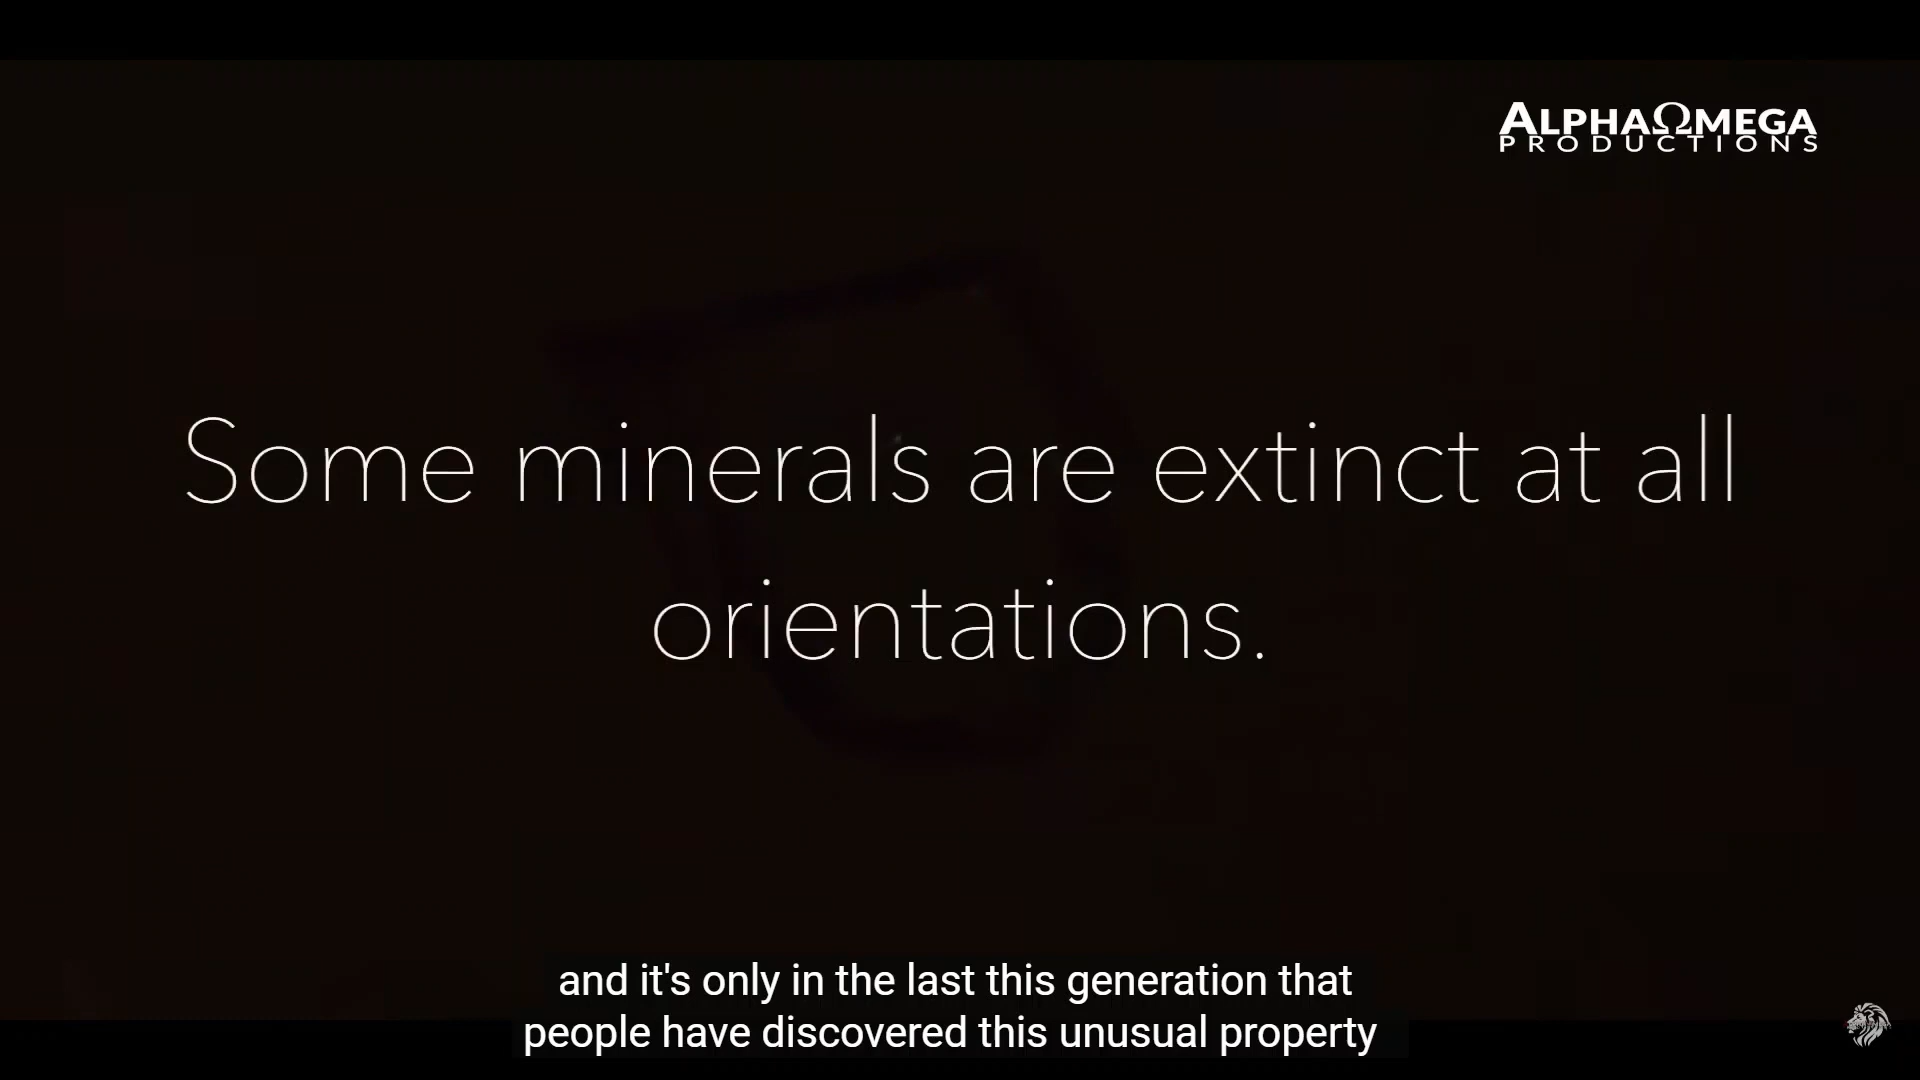 ALPHAΩMEGA
PRODUCTIONS
Some minerals are extinct at all
orientations.
and it's only in the last this generation that
people have discovered this unusual property